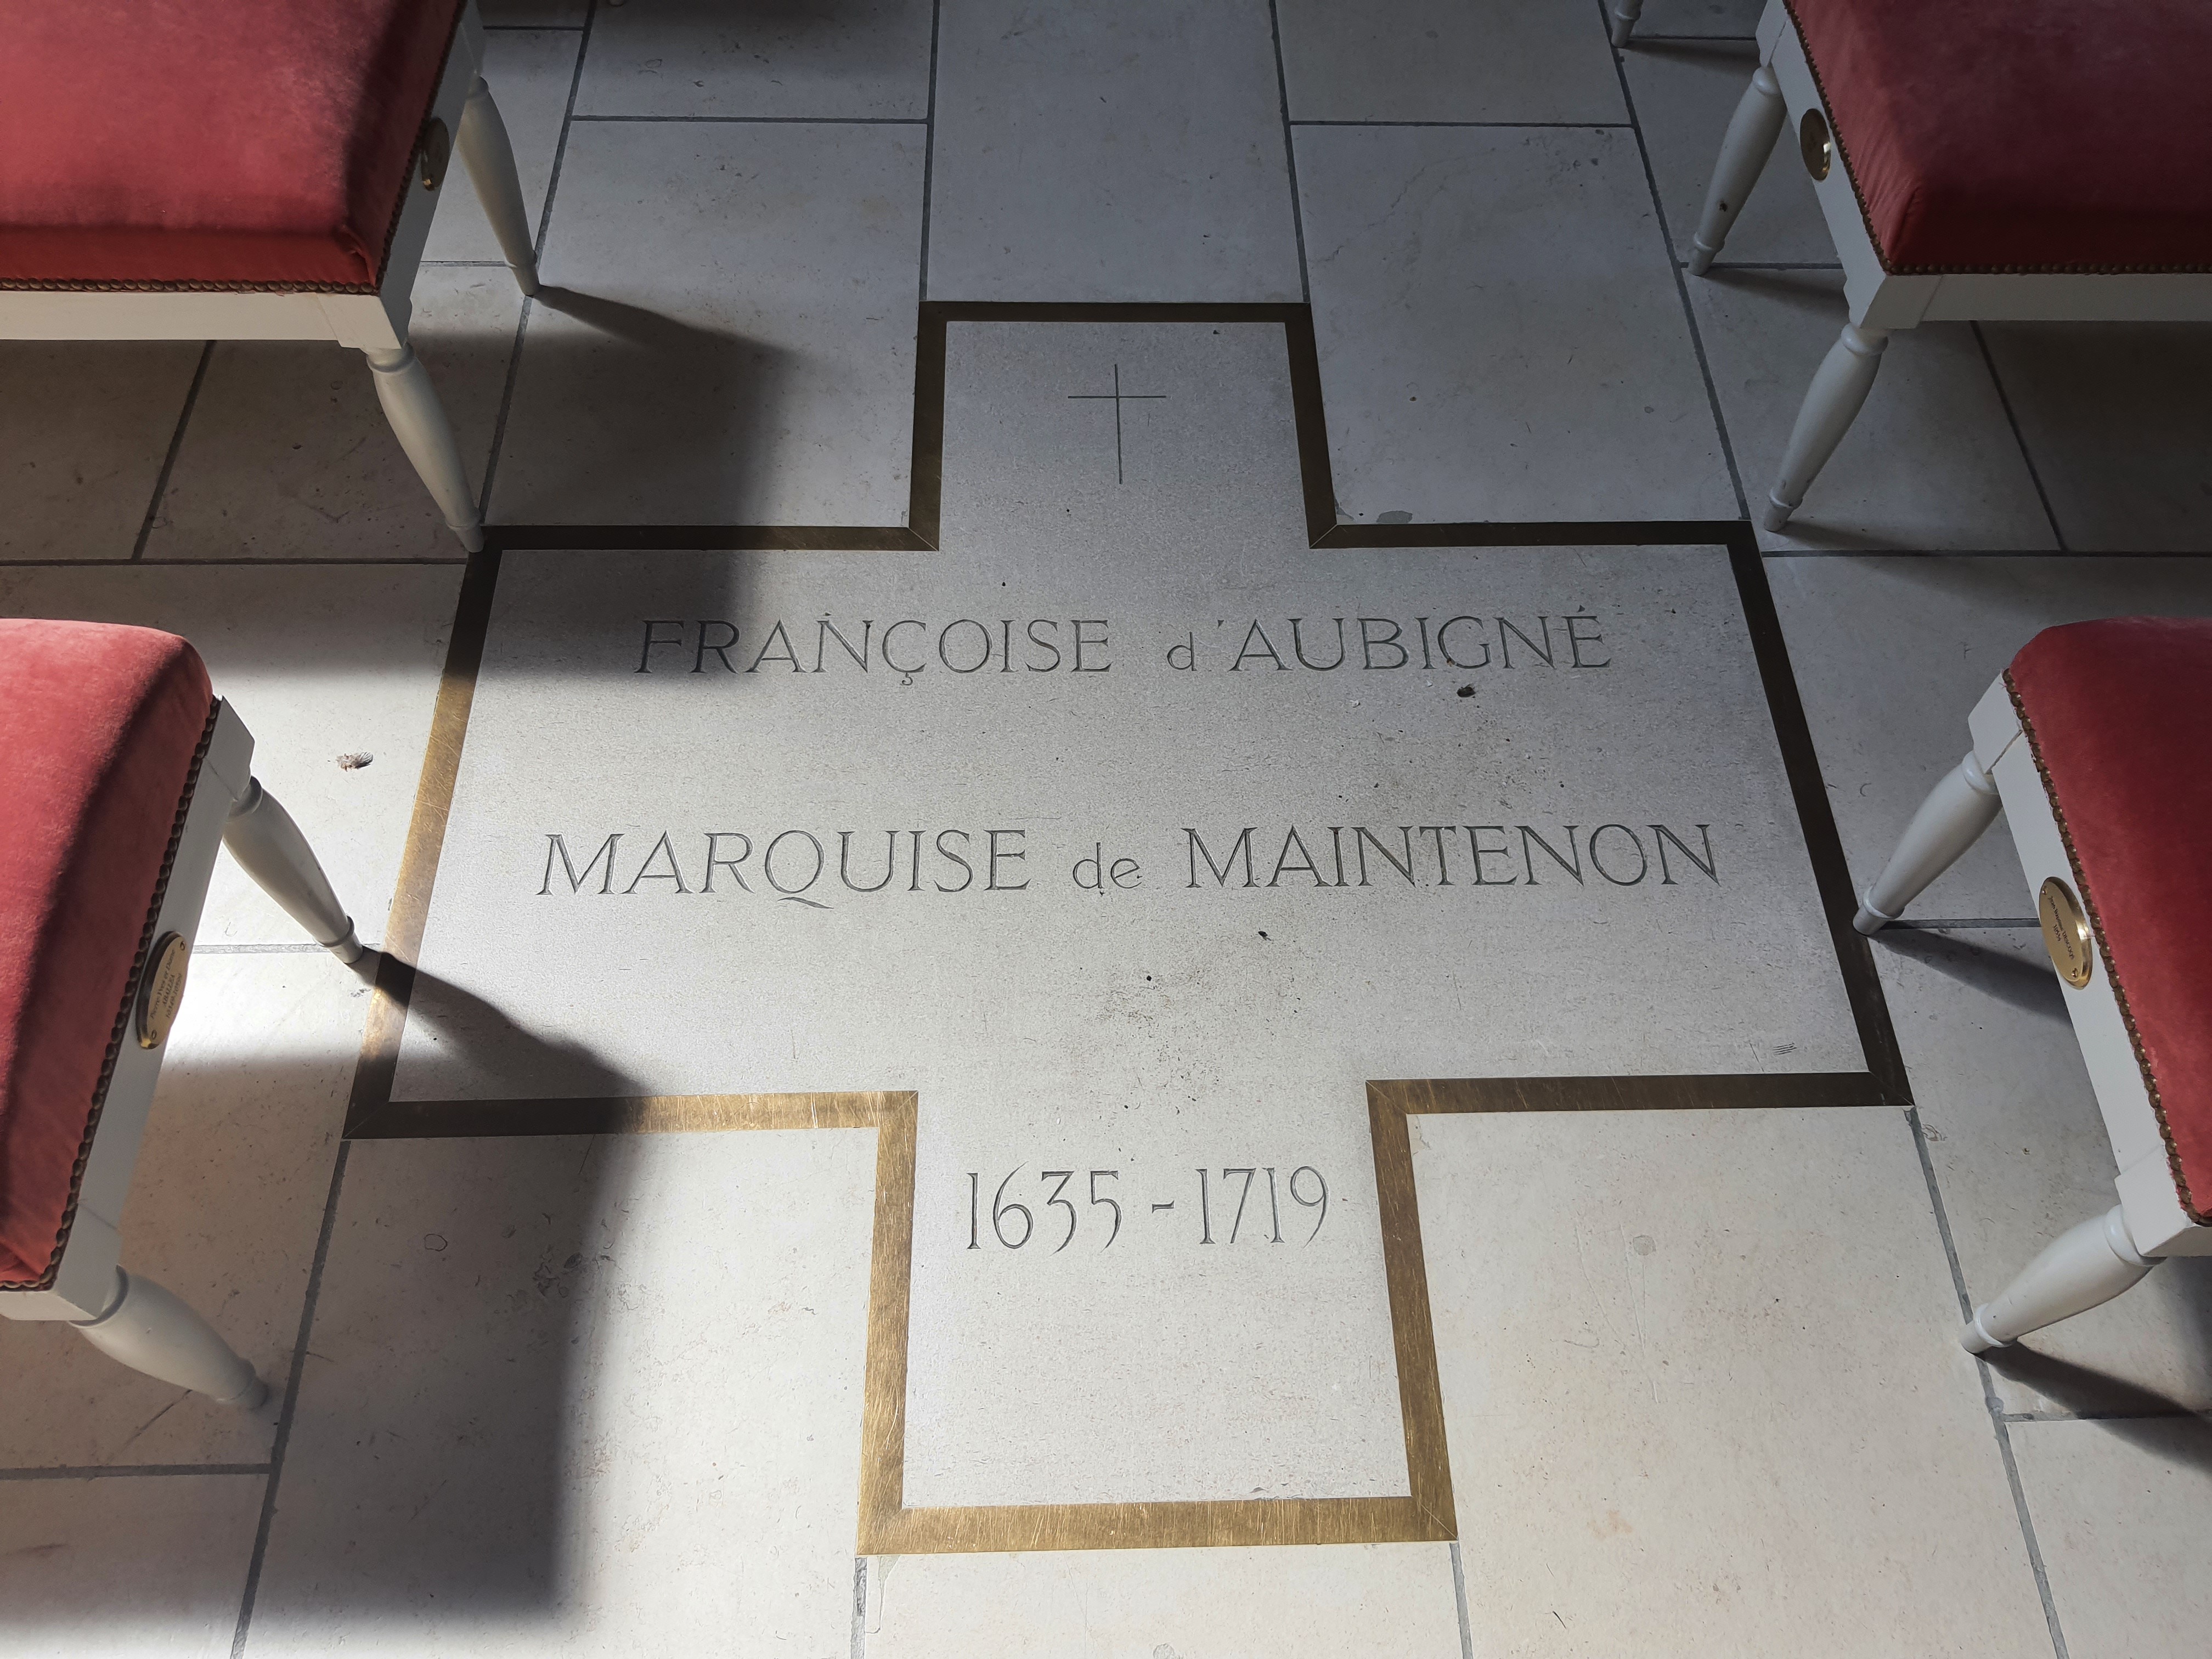 FRANÇOISE d'AUBIGNÉ
MARQUISE de MAINTENON
1635 - 1719